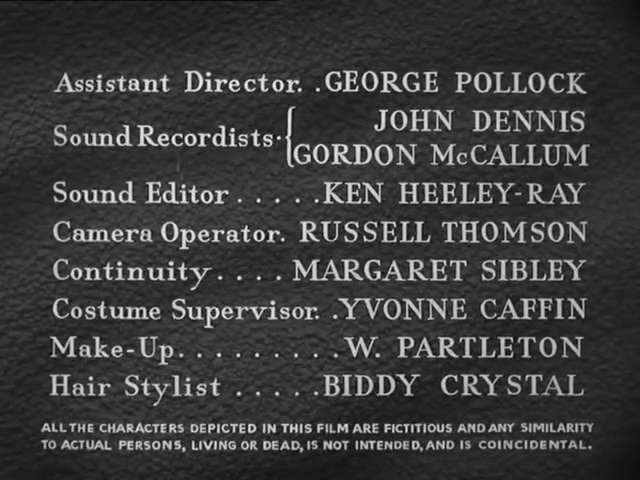 Assistant Director. . GEORGE POLLOCK
Sound Recordists · { JOHN DENNIS
GORDON McCALLUM
Sound Editor . . . . . KEN HEELEY-RAY
Camera Operator. RUSSELL THOMSON
Continuity . . . . MARGARET SIBLEY
Costume Supervisor. . YVONNE CAFFIN
Make-Up. . . . . . . . . W. PARTLETON
Hair Stylist . . . . . BIDDY CRYSTAL
ALL THE CHARACTERS DEPICTED IN THIS FILM ARE FICTITIOUS AND ANY SIMILARITY
TO ACTUAL PERSONS, LIVING OR DEAD, IS NOT INTENDED, AND IS COINCIDENTAL.